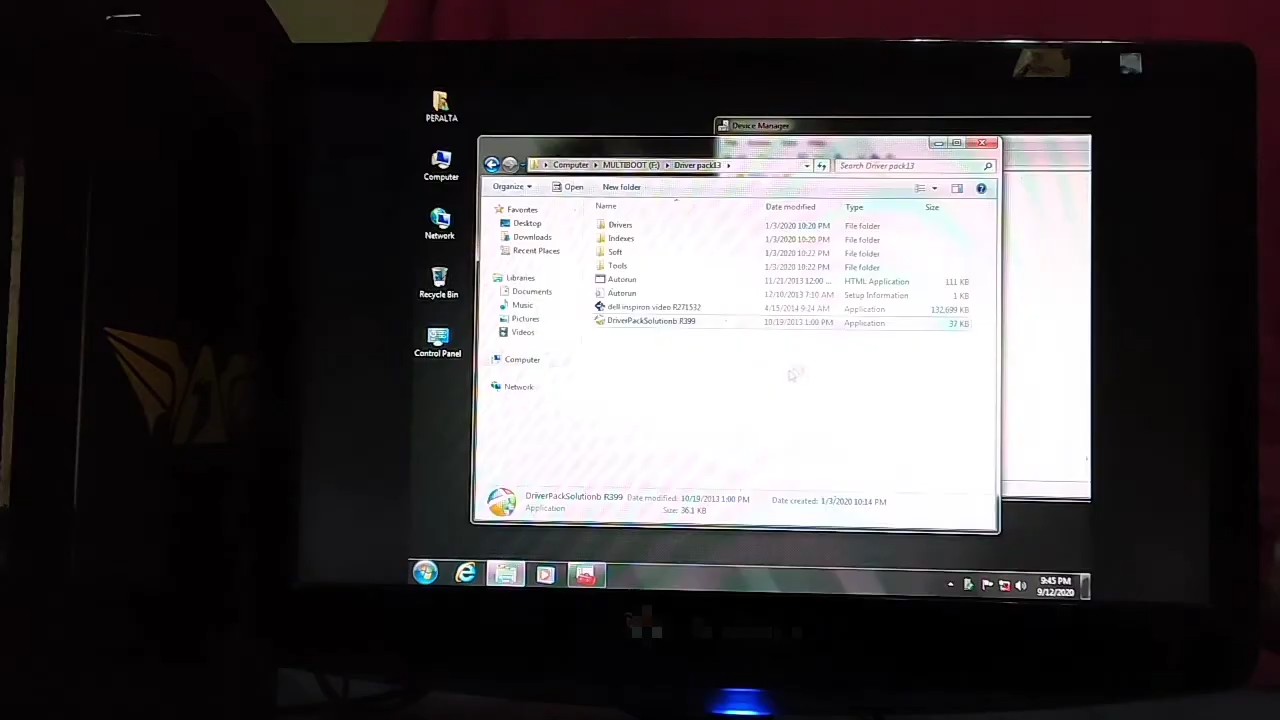 PERALTA
Computer
Network
Recycle Bin
Control Panel
Device Manager
Computer MULTIBOOT (F:) Driver pack13
Search Driver pack13
Organize Open New folder
Favorites
Desktop
Downloads
Recent Places
Libraries
Documents
Music
Pictures
Videos
Computer
Network
Name Date modified Type Size
Drivers 1/3/2020 10:20 PM File folder
Indexes 1/3/2020 10:20 PM File folder
Soft 1/3/2020 10:22 PM File folder
Tools 1/3/2020 10:22 PM File folder
Autorun 11/21/2013 12:00 ... HTML Application 111 KB
Autorun 12/10/2013 7:10 AM Setup Information 1 KB
dell inspiron video R271532 4/15/2014 9:24 AM Application 132,699 KB
DriverPackSolutionb R399 10/19/2013 1:00 PM Application 37 KB
DriverPackSolutionb R399 Date modified: 10/19/2013 1:00 PM Date created: 1/3/2020 10:14 PM
Application Size: 36.1 KB
9:45 PM
9/12/2020